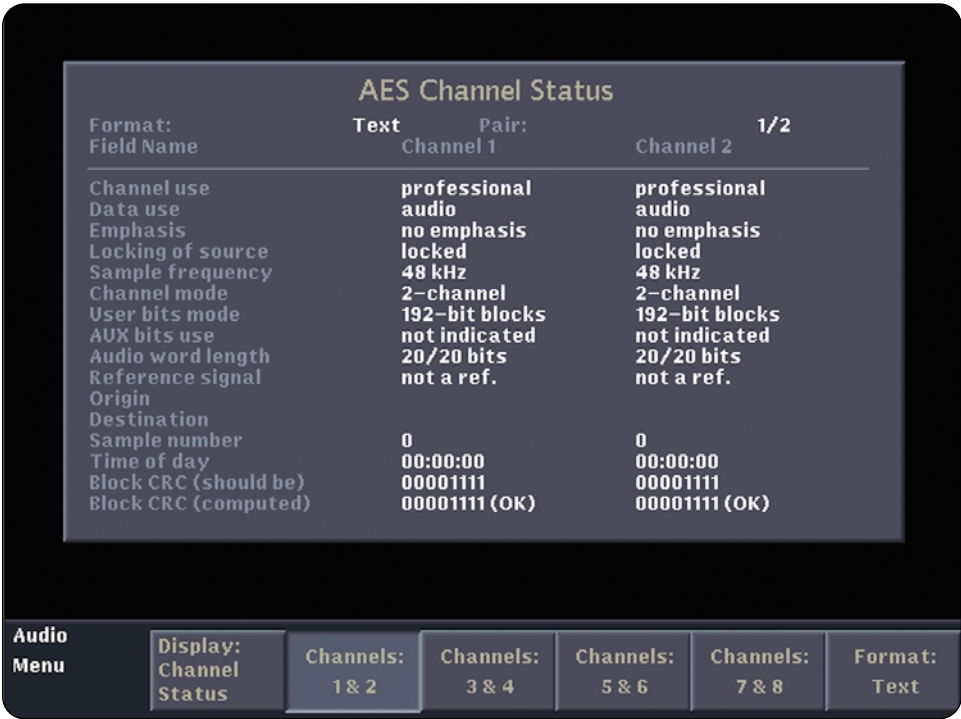 AES Channel Status
Format: Text Pair: 1/2
Field Name Channel 1 Channel 2
Channel use professional professional
Data use audio audio
Emphasis no emphasis no emphasis
Locking of source locked locked
Sample frequency 48 kHz 48 kHz
Channel mode 2-channel 2-channel
User bits mode 192-bit blocks 192-bit blocks
AUX bits use not indicated not indicated
Audio word length 20/20 bits 20/20 bits
Reference signal not a ref. not a ref.
Origin
Destination
Sample number 0 0
Time of day 00:00:00 00:00:00
Block CRC (should be) 00001111 00001111
Block CRC (computed) 00001111 (OK) 00001111 (OK)
Audio Menu
Display: Channel Status
Channels: 1 & 2
Channels: 3 & 4
Channels: 5 & 6
Channels: 7 & 8
Format: Text